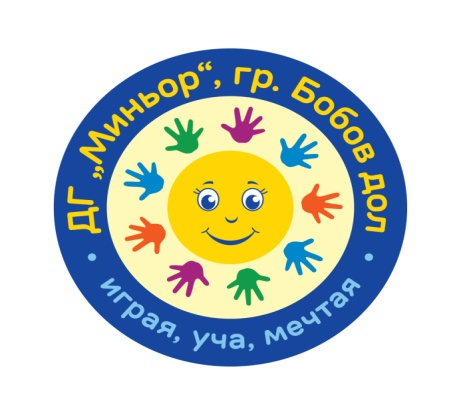 ДГ „Миньор“, гр. Бобов дол
играя, уча, мечтая